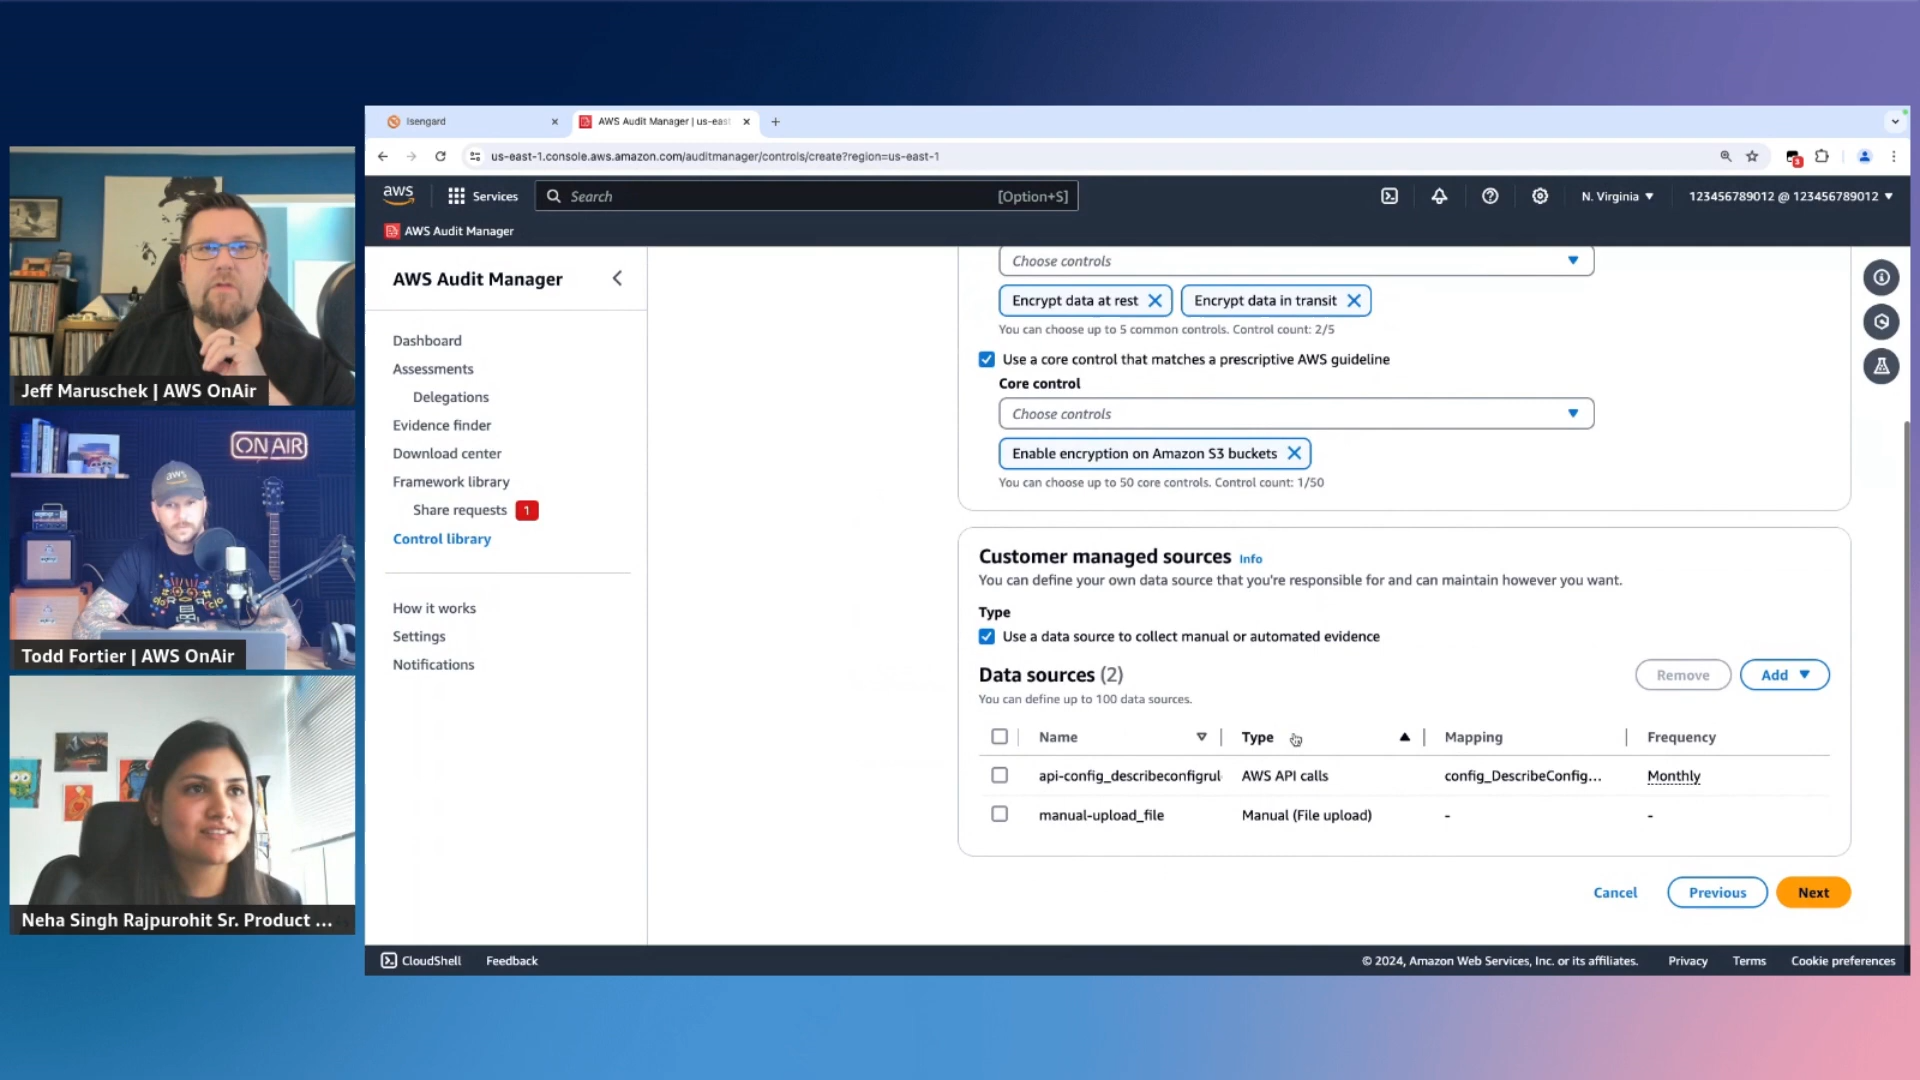 Isengard
AWS Audit Manager | us-east
us-east-1.console.aws.amazon.com/auditmanager/controls/create?region=us-east-1
aws
Services
Search
[Option+S]
N. Virginia
123456789012 @ 123456789012
AWS Audit Manager
AWS Audit Manager
Dashboard
Assessments
Delegations
Evidence finder
Download center
Framework library
Share requests 1
Control library
How it works
Settings
Notifications
Choose controls
Encrypt data at rest
Encrypt data in transit
You can choose up to 5 common controls. Control count: 2/5
Use a core control that matches a prescriptive AWS guideline
Core control
Choose controls
Enable encryption on Amazon S3 buckets
You can choose up to 50 core controls. Control count: 1/50
Customer managed sources Info
You can define your own data source that you're responsible for and can maintain however you want.
Type
Use a data source to collect manual or automated evidence
Data sources (2)
Remove
Add
You can define up to 100 data sources.
Name
Type
Mapping
Frequency
api-config_describeconfigrul
AWS API calls
config_DescribeConfig...
Monthly
manual-upload_file
Manual (File upload)
-
-
Cancel
Previous
Next
CloudShell
Feedback
© 2024, Amazon Web Services, Inc. or its affiliates.
Privacy
Terms
Cookie preferences
Jeff Maruschek | AWS OnAir
ON AIR
aws
Todd Fortier | AWS OnAir
Neha Singh Rajpurohit Sr. Product ...